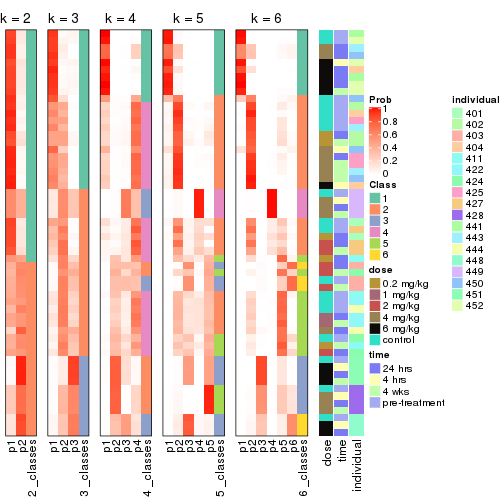 k = 2 k = 3 k = 4 k = 5 k = 6
Prob
1
0.8
0.6
0.4
0.2
0
Class
1
2
3
4
5
6
dose
0.2 mg/kg
1 mg/kg
2 mg/kg
4 mg/kg
6 mg/kg
control
time
24 hrs
4 hrs
4 wks
pre-treatment
Individual
401
402
403
404
411
422
424
425
427
428
441
443
444
448
449
450
451
452
p1
p2
2_classes
p1
p2
p3
3_classes
p1
p2
p3
p4
4_classes
p1
p2
p3
p4
p5
5_classes
p1
p2
p3
p4
p5
p6
6_classes
dose
time
individual